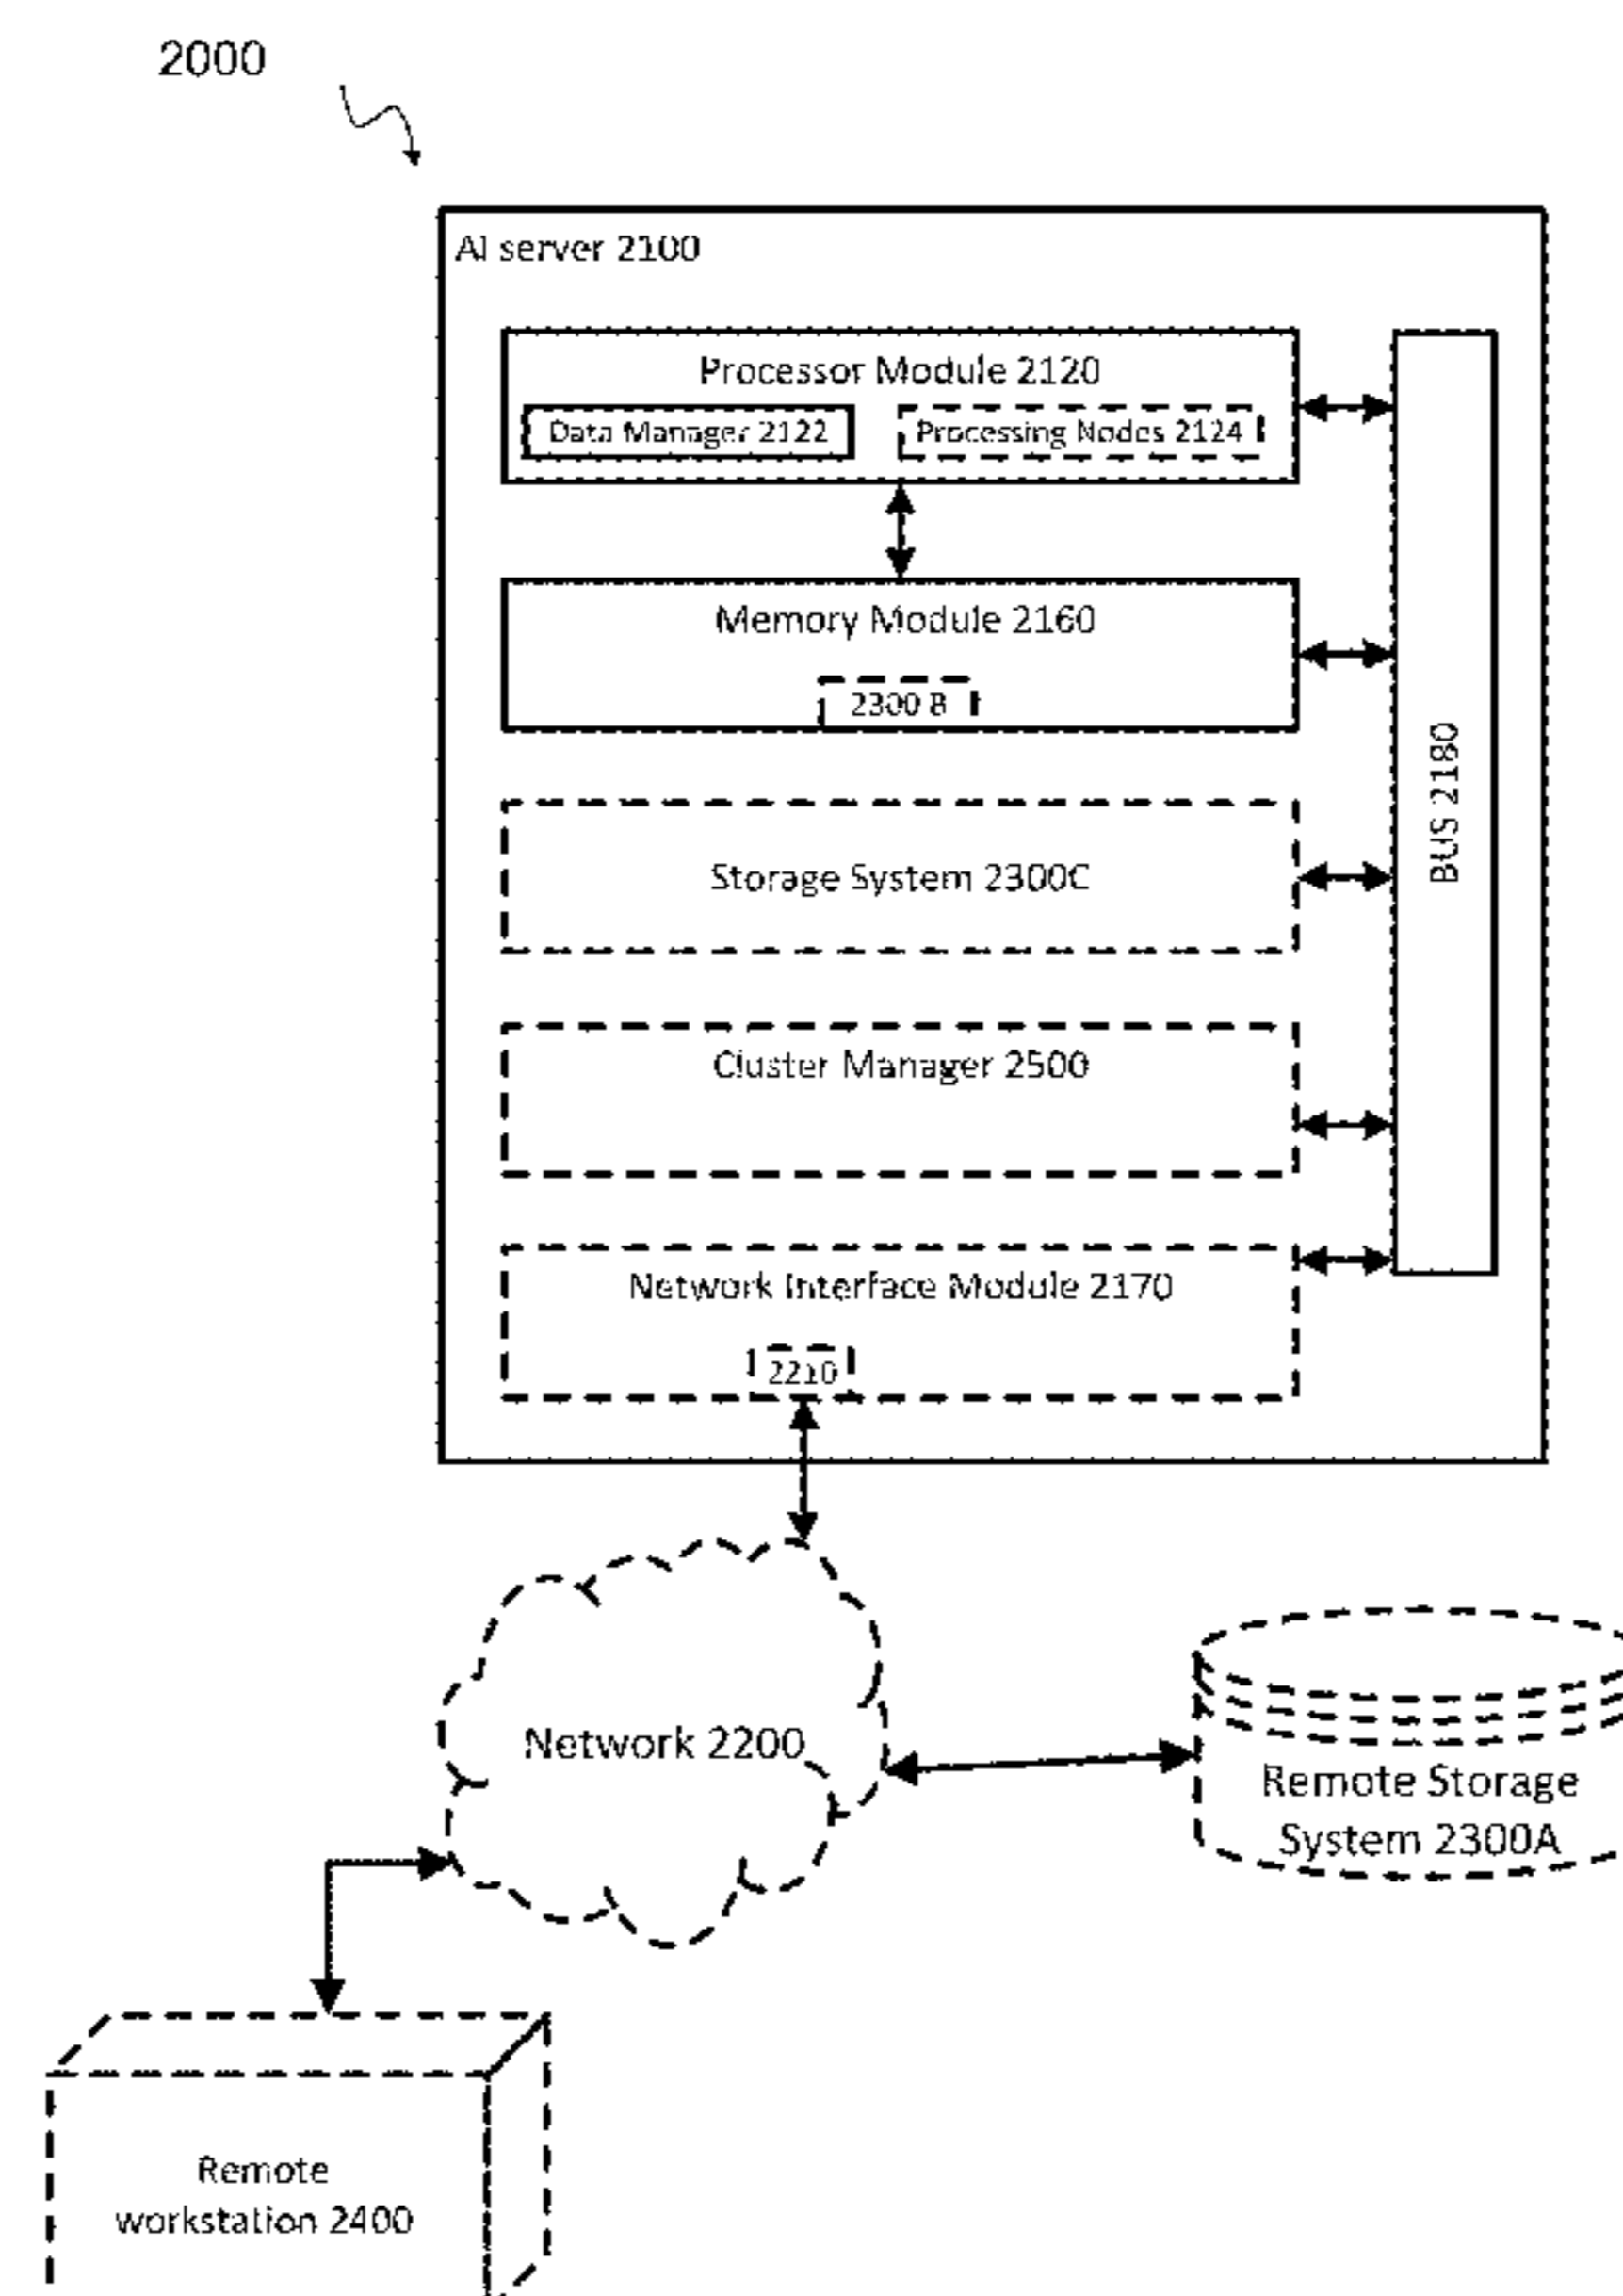 2000
AI server 2100
Processor Module 2120
Data Manager 2122
Processing Nodes 2124
Memory Module 2160
2300 B
Storage System 2300C
Cluster Manager 2500
Network Interface Module 2170
2210
BUS 2180
Network 2200
Remote Storage
System 2300A
Remote
workstation 2400